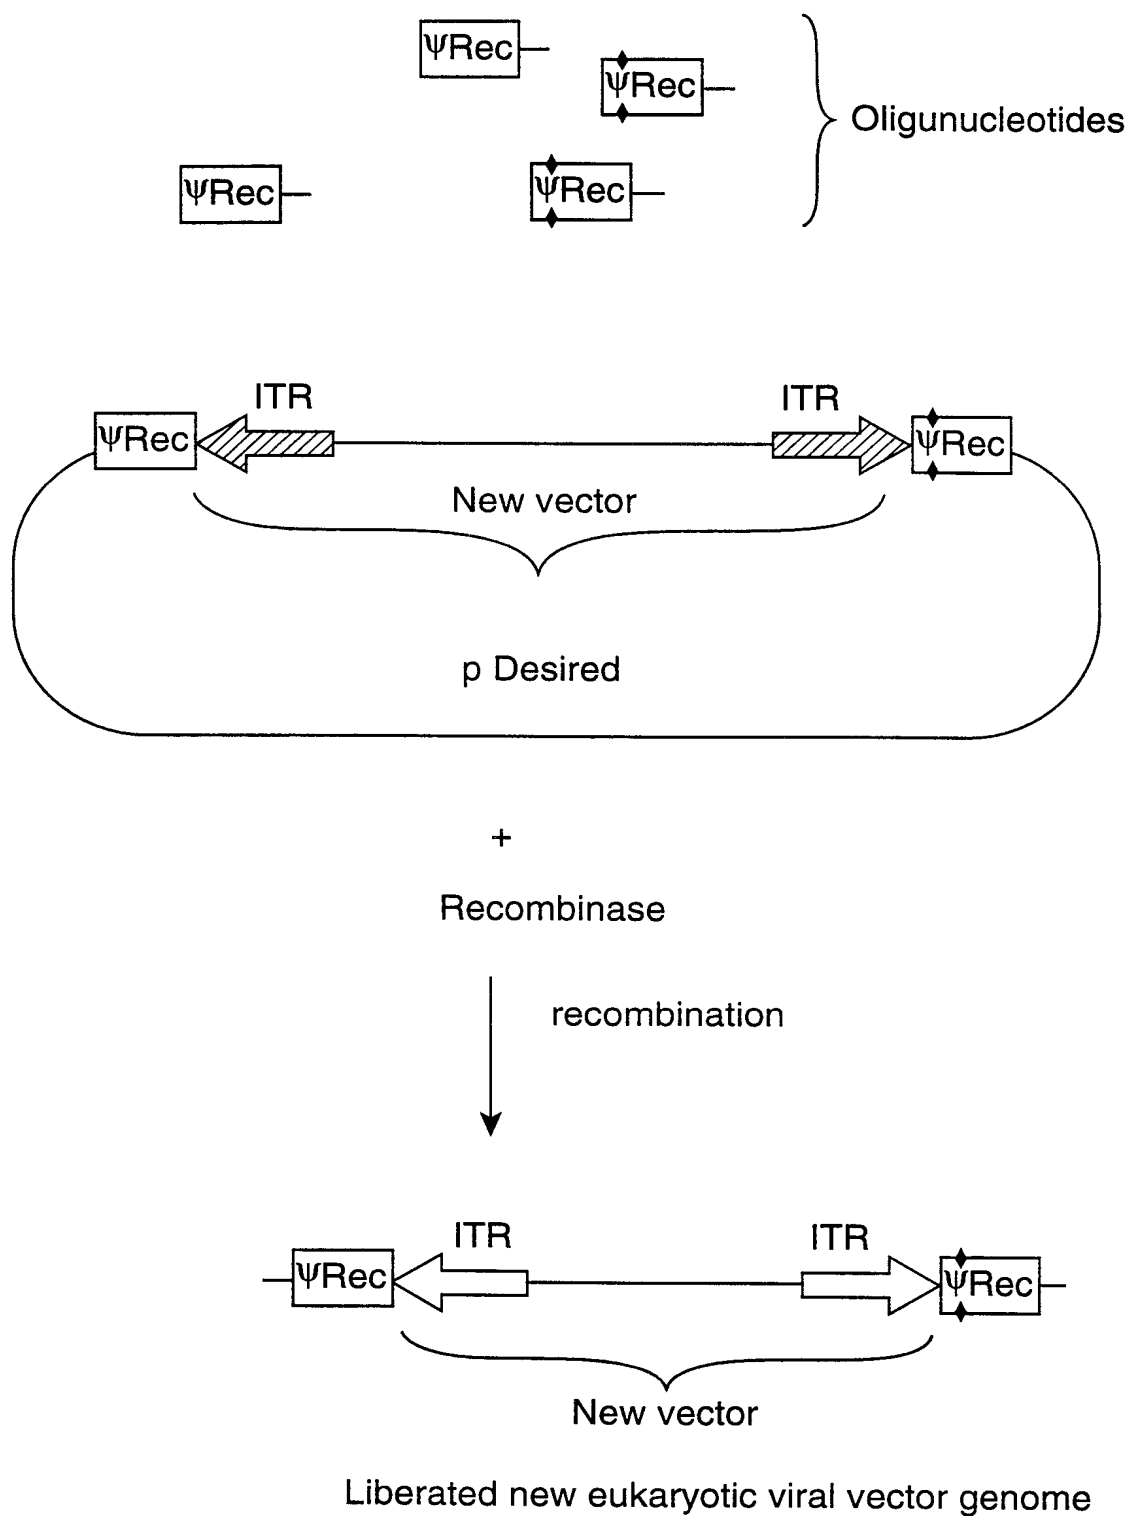 ψRec
ψRec
Oligunucleotides
ψRec
ψRec
ITR
ITR
ψRec
ψRec
New vector
p Desired
+
Recombinase
recombination
ITR
ITR
ψRec
ψRec
New vector
Liberated new eukaryotic viral vector genome